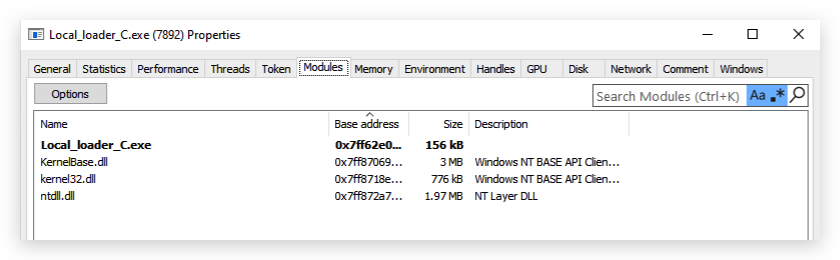 Local_loader_C.exe (7892) Properties
General Statistics Performance Threads Token Modules Memory Environment Handles GPU Disk Network Comment Windows
Options Search Modules (Ctrl+K) Aa .*
Name Base address Size Description
Local_loader_C.exe 0x7ff62e0... 156 kB
KernelBase.dll 0x7ff87069... 3 MB Windows NT BASE API Clien...
kernel32.dll 0x7ff8718e... 776 kB Windows NT BASE API Clien...
ntdll.dll 0x7ff872a7... 1.97 MB NT Layer DLL